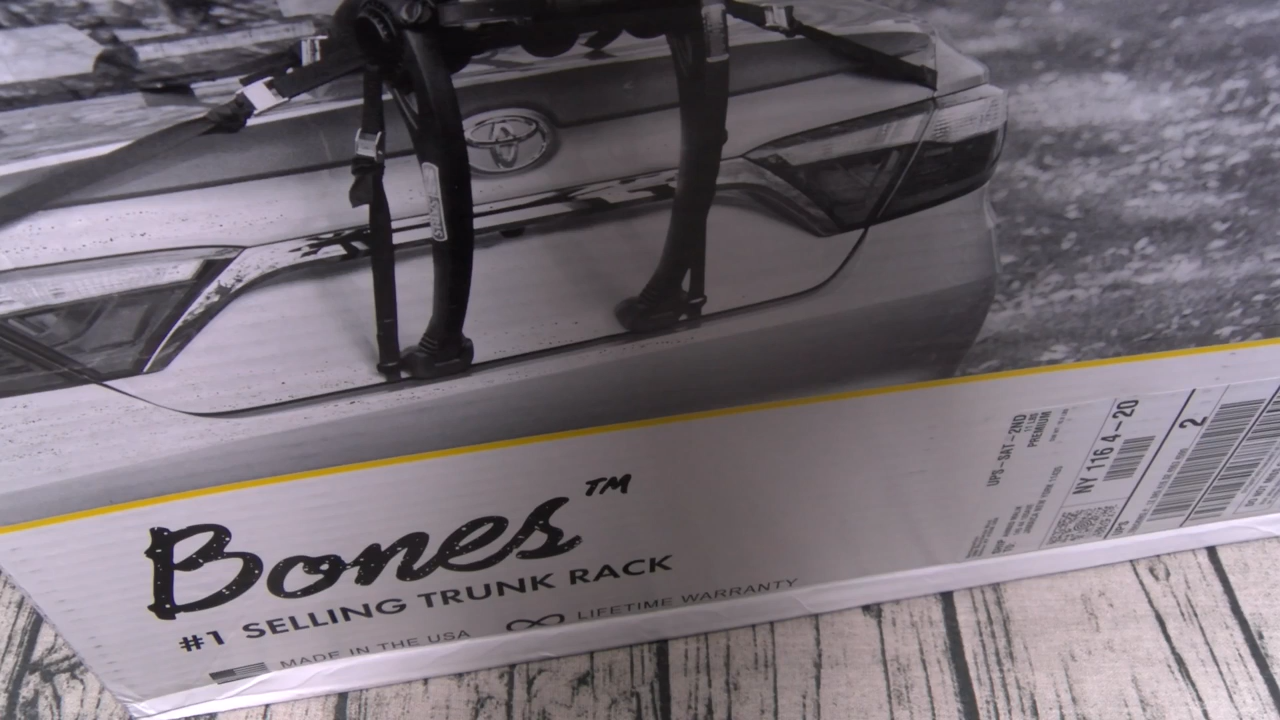 Bones™
#1 SELLING TRUNK RACK
MADE IN THE USA
LIFETIME WARRANTY
UPS-SAT-2ND
PREMIUM
NY 116 4-20
2
UPS